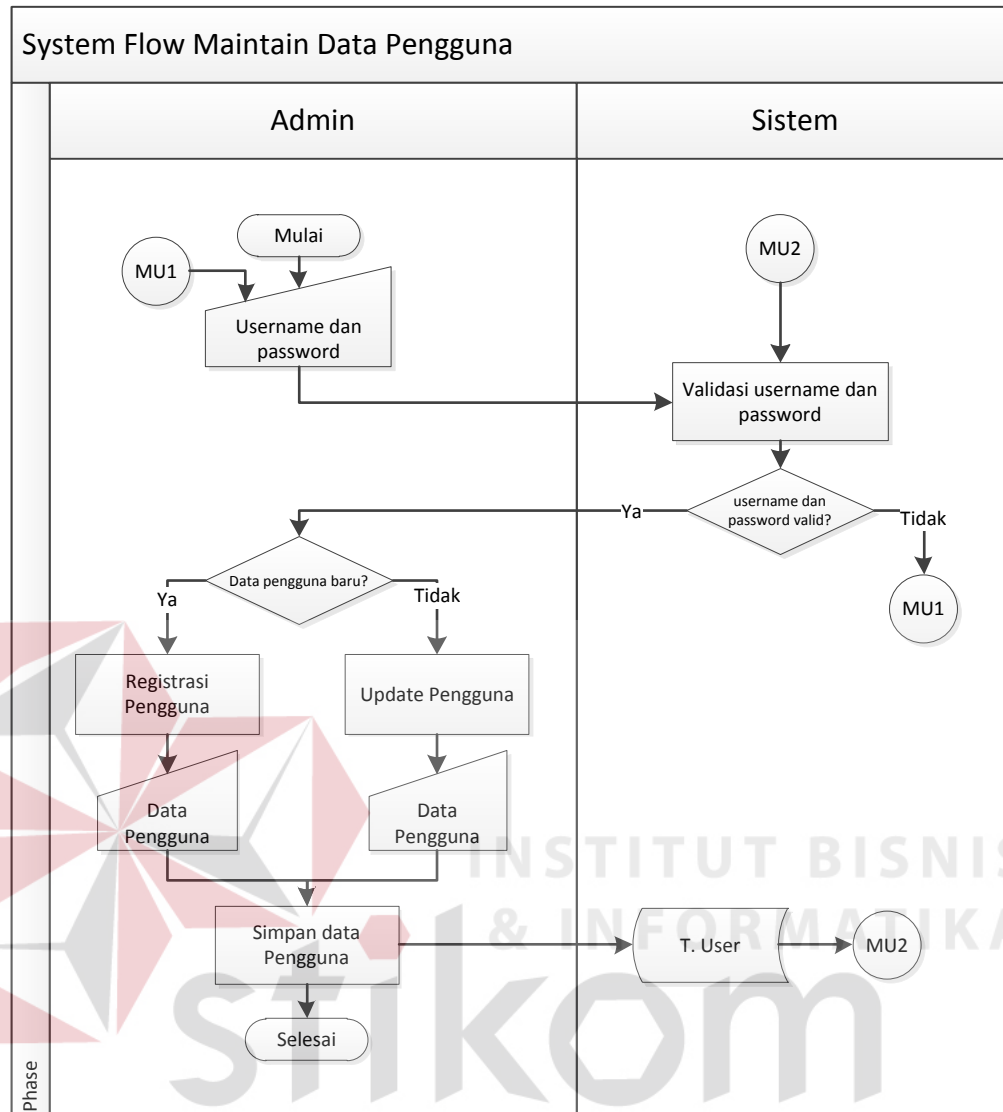 System Flow Maintain Data Pengguna
Admin
Sistem
Mulai
MU1
MU2
Username dan
password
Validasi username dan
password
username dan
password valid?
Ya
Tidak
Data pengguna baru?
Ya
Tidak
MU1
Registrasi
Pengguna
Update Pengguna
Data
Pengguna
Data
Pengguna
INSTITUT BISNIS
& INFORMATIKA
Simpan data
Pengguna
T. User
MU2
stikom
Selesai
Phase